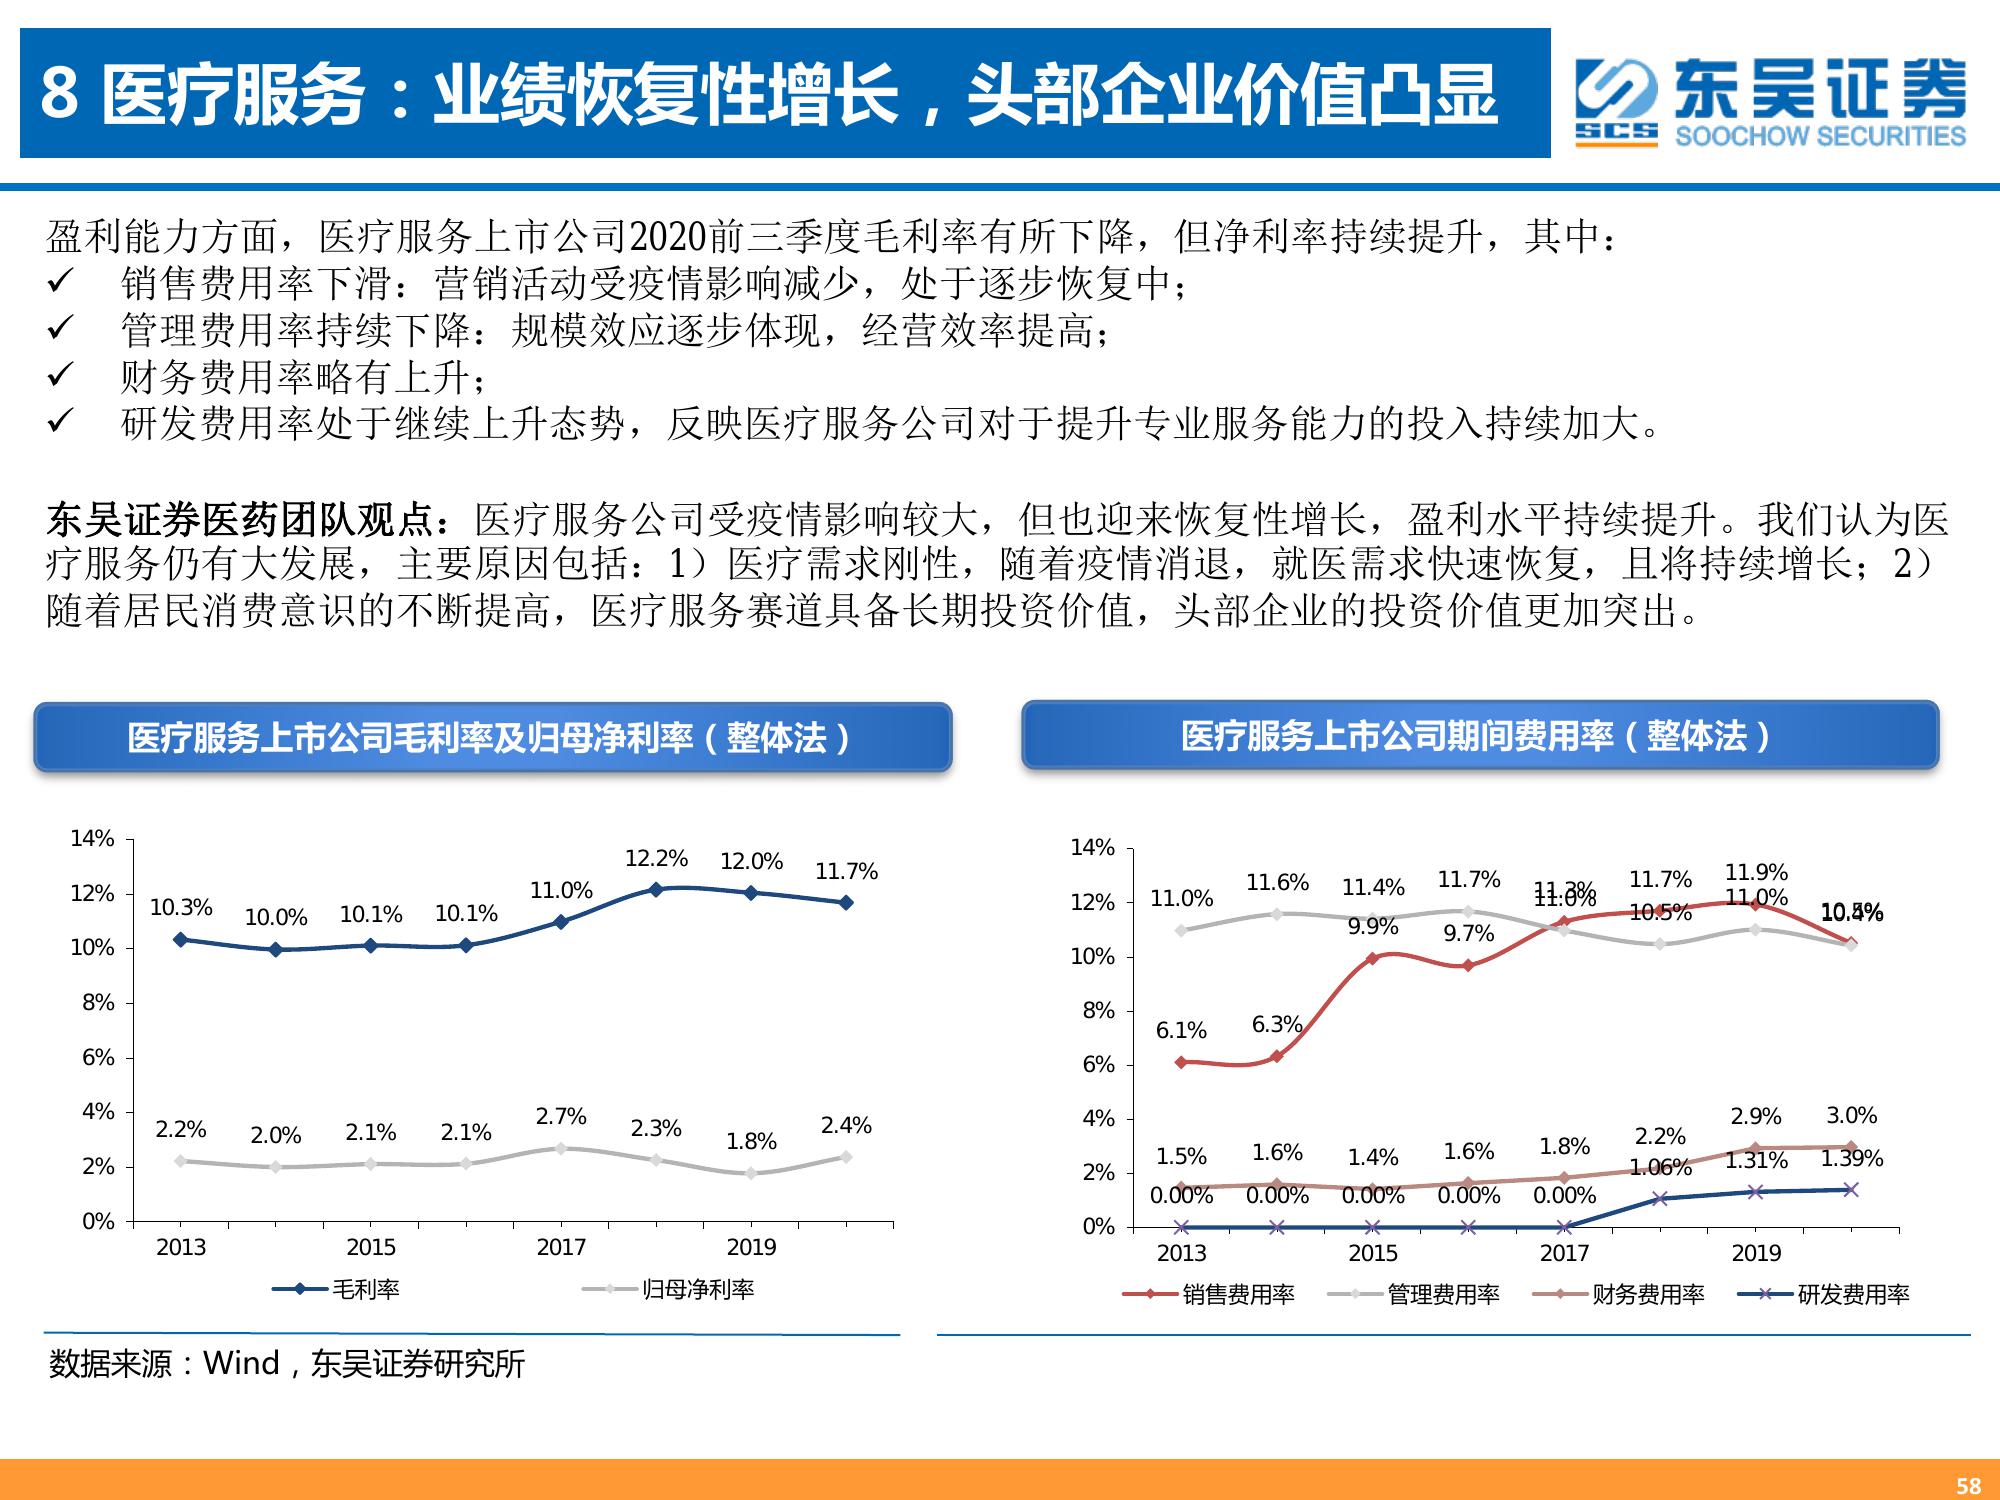 8 医疗服务：业绩恢复性增长，头部企业价值凸显
东吴证券
SCS
SOOCHOW SECURITIES
盈利能力方面，医疗服务上市公司2020前三季度毛利率有所下降，但净利率持续提升，其中：
✓ 销售费用率下滑：营销活动受疫情影响减少，处于逐步恢复中；
✓ 管理费用率持续下降：规模效应逐步体现，经营效率提高；
✓ 财务费用率略有上升；
✓ 研发费用率处于继续上升态势，反映医疗服务公司对于提升专业服务能力的投入持续加大。
东吴证券医药团队观点：医疗服务公司受疫情影响较大，但也迎来恢复性增长，盈利水平持续提升。我们认为医
疗服务仍有大发展，主要原因包括：1）医疗需求刚性，随着疫情消退，就医需求快速恢复，且将持续增长；2）
随着居民消费意识的不断提高，医疗服务赛道具备长期投资价值，头部企业的投资价值更加突出。
医疗服务上市公司毛利率及归母净利率（整体法）
14%
12%
10%
8%
6%
4%
2%
0%
10.3% 10.0% 10.1% 10.1% 11.0% 12.2% 12.0% 11.7%
2.2% 2.0% 2.1% 2.1% 2.7% 2.3% 1.8% 2.4%
2013 2015 2017 2019
毛利率 归母净利率
医疗服务上市公司期间费用率（整体法）
14%
12%
10%
8%
6%
4%
2%
0%
11.0% 11.6% 11.4% 11.7% 11.0% 10.5% 11.0% 10.4%
6.1% 6.3% 9.9% 9.7% 11.3% 11.7% 11.9% 10.5%
1.5% 1.6% 1.4% 1.6% 1.8% 2.2% 2.9% 3.0%
0.00% 0.00% 0.00% 0.00% 0.00% 1.06% 1.31% 1.39%
2013 2015 2017 2019
销售费用率 管理费用率 财务费用率 研发费用率
数据来源：Wind，东吴证券研究所
58